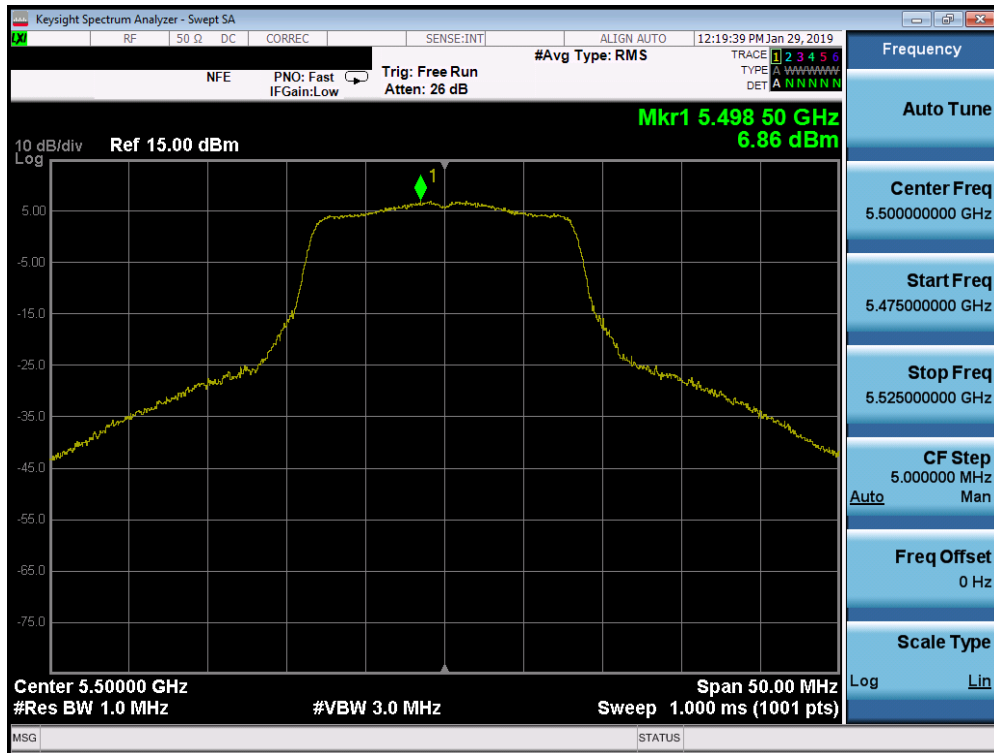 Keysight Spectrum Analyzer - Swept SA
LXI RF 50 Ω DC CORREC SENSE:INT ALIGN AUTO 12:19:39 PM Jan 29, 2019
Frequency
#Avg Type: RMS TRACE 1 2 3 4 5 6
NFE PNO: Fast Trig: Free Run TYPE A WWWWW
IFGain:Low Atten: 26 dB DET A N N N N N
Auto Tune
Mkr1 5.498 50 GHz
10 dB/div Ref 15.00 dBm 6.86 dBm
Log
1
Center Freq
5.500000000 GHz
5.00
-5.00
-15.0
-25.0
-35.0
-45.0
-55.0
-65.0
-75.0
Start Freq
5.475000000 GHz
Stop Freq
5.525000000 GHz
CF Step
5.000000 MHz
Auto Man
Freq Offset
0 Hz
Scale Type
Log Lin
Center 5.50000 GHz Span 50.00 MHz
#Res BW 1.0 MHz #VBW 3.0 MHz Sweep 1.000 ms (1001 pts)
MSG STATUS